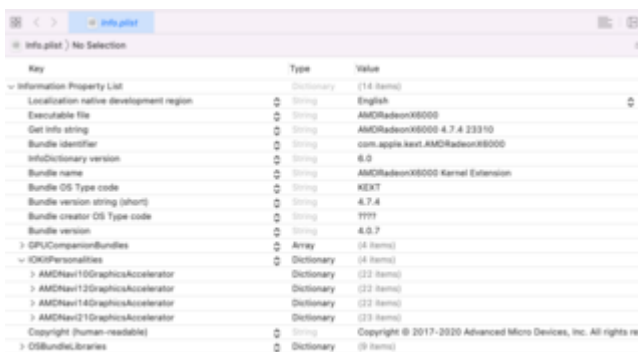 Info.plist
Info.plist > No Selection
Key Type Value
Information Property List Dictionary (14 items)
Localization native development region String English
Executable file String AMDRadeonX6000
Get Info string String AMDRadeonX6000 4.7.4 23310
Bundle identifier String com.apple.kext.AMDRadeonX6000
InfoDictionary version String 6.0
Bundle name String AMDRadeonX6000 Kernel Extension
Bundle OS Type code String KEXT
Bundle version string (short) String 4.7.4
Bundle creator OS Type code String ????
Bundle version String 4.0.7
GPUCompanionBundles Array (4 items)
IOKitPersonalities Dictionary (4 items)
AMDNavi10GraphicsAccelerator Dictionary (22 items)
AMDNavi12GraphicsAccelerator Dictionary (22 items)
AMDNavi14GraphicsAccelerator Dictionary (22 items)
AMDNavi21GraphicsAccelerator Dictionary (23 items)
Copyright (human-readable) String Copyright © 2017-2020 Advanced Micro Devices, Inc. All rights re
OSBundleLibraries Dictionary (9 items)